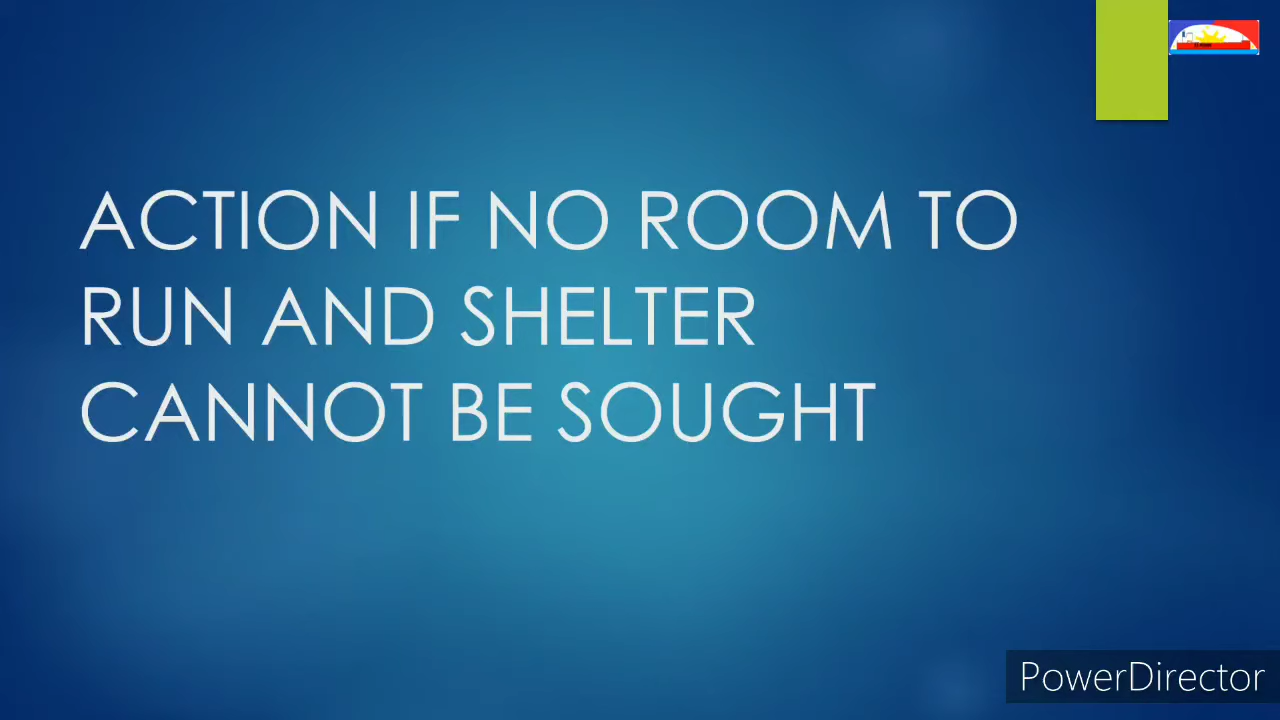 ACTION IF NO ROOM TO
RUN AND SHELTER
CANNOT BE SOUGHT
PowerDirector